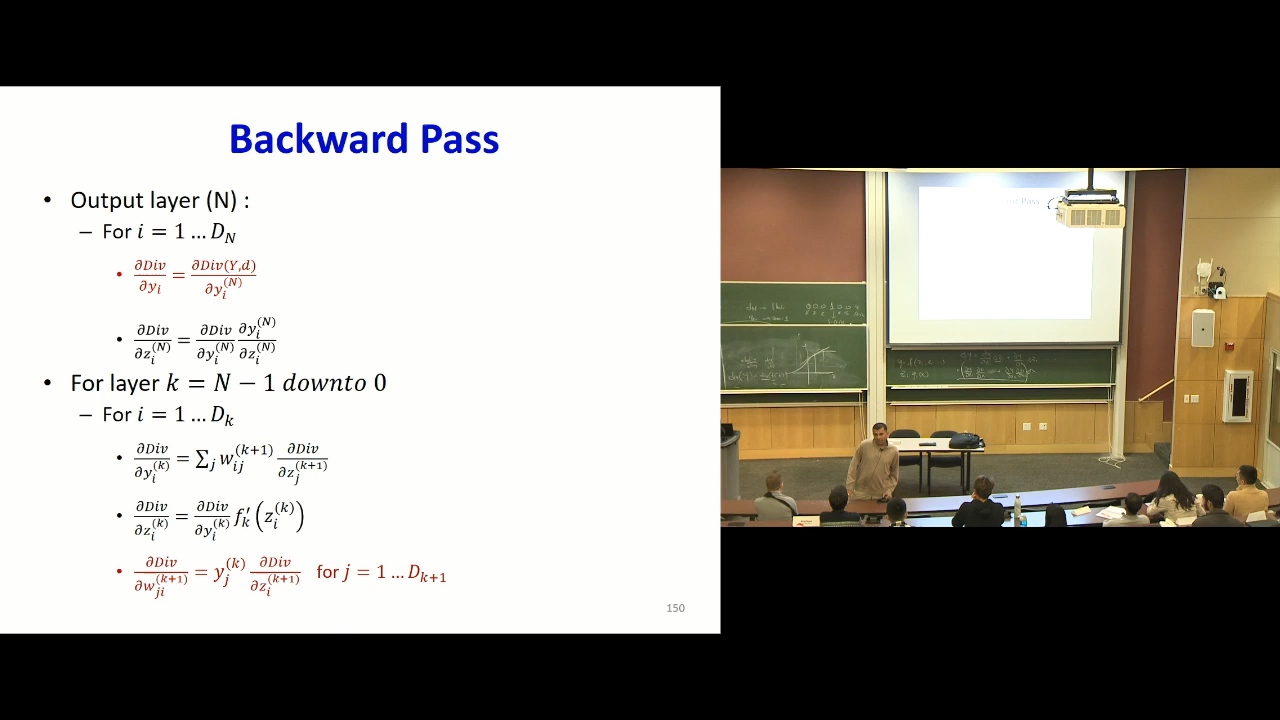 Backward Pass
• Output layer (N) :
– For i = 1 … D_N
• ∂Div/∂y_i = ∂Div(Y,d)/∂y_i^(N)
• ∂Div/∂z_i^(N) = ∂Div/∂y_i^(N) ∂y_i^(N)/∂z_i^(N)
• For layer k = N − 1 downto 0
– For i = 1 … D_k
• ∂Div/∂y_i^(k) = ∑_j w_ij^(k+1) ∂Div/∂z_j^(k+1)
• ∂Div/∂z_i^(k) = ∂Div/∂y_i^(k) f_k′(z_i^(k))
• ∂Div/∂w_ji^(k+1) = y_j^(k) ∂Div/∂z_i^(k+1) for j = 1 … D_k+1
150